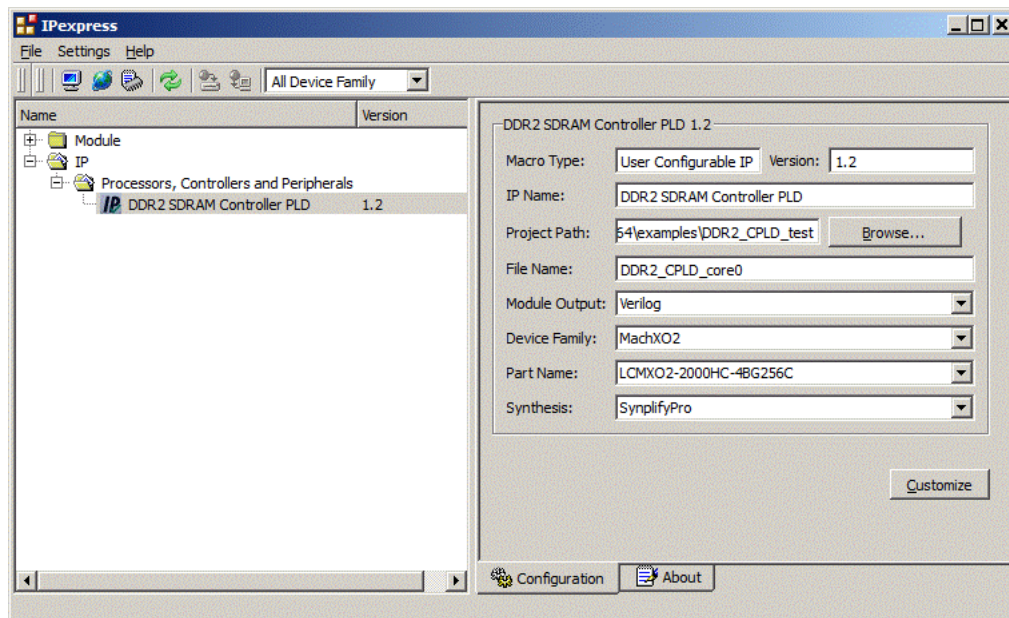 IPexpress
File Settings Help
All Device Family
Name Version
Module
IP
Processors, Controllers and Peripherals
IP DDR2 SDRAM Controller PLD 1.2
DDR2 SDRAM Controller PLD 1.2
Macro Type: User Configurable IP Version: 1.2
IP Name: DDR2 SDRAM Controller PLD
Project Path: 64\examples\DDR2_CPLD_test Browse...
File Name: DDR2_CPLD_core0
Module Output: Verilog
Device Family: MachXO2
Part Name: LCMXO2-2000HC-4BG256C
Synthesis: SynplifyPro
Customize
Configuration About